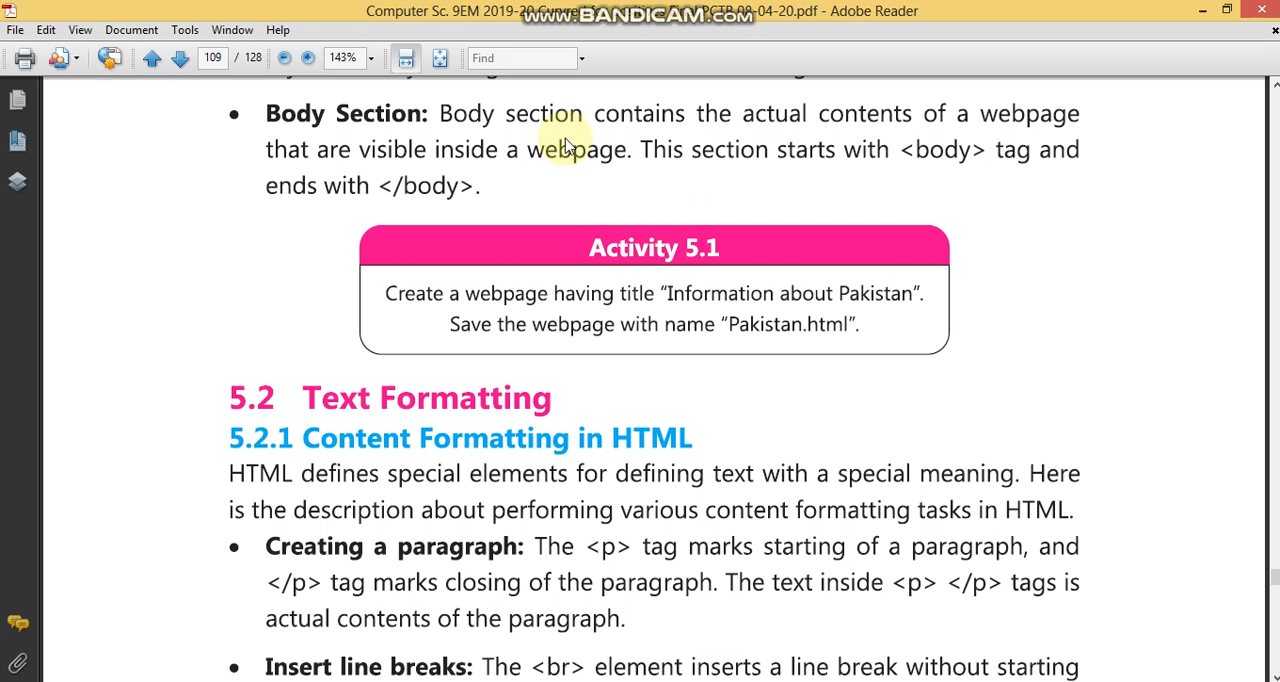 Computer Sc. 9EM 2019-20 PCTB 08-04-20.pdf - Adobe Reader
www.BANDICAM.com
File Edit View Document Tools Window Help
109 / 128 143% Find
• Body Section: Body section contains the actual contents of a webpage
that are visible inside a webpage. This section starts with <body> tag and
ends with </body>.
Activity 5.1
Create a webpage having title “Information about Pakistan”.
Save the webpage with name “Pakistan.html”.
5.2 Text Formatting
5.2.1 Content Formatting in HTML
HTML defines special elements for defining text with a special meaning. Here
is the description about performing various content formatting tasks in HTML.
• Creating a paragraph: The <p> tag marks starting of a paragraph, and
</p> tag marks closing of the paragraph. The text inside <p> </p> tags is
actual contents of the paragraph.
• Insert line breaks: The <br> element inserts a line break without starting